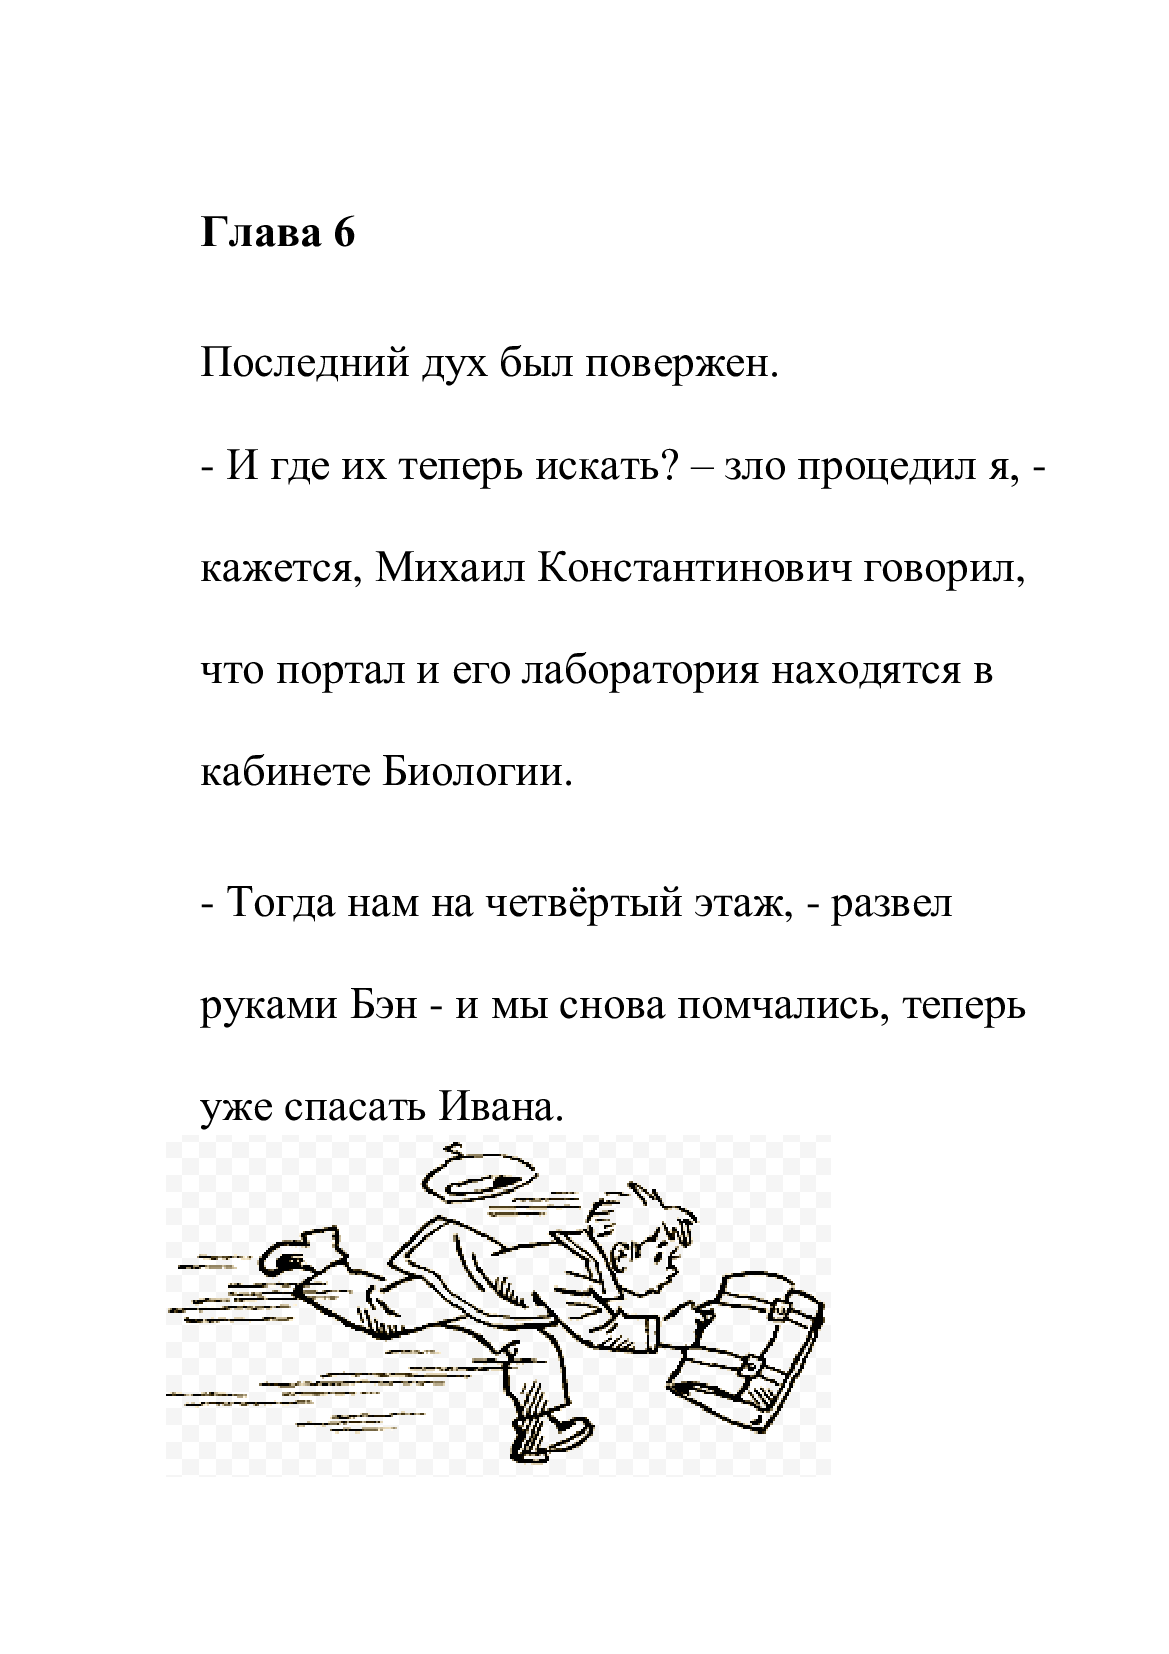 Глава 6
Последний дух был повержен.
- И где их теперь искать? – зло процедил я, -
кажется, Михаил Константинович говорил,
что портал и его лаборатория находятся в
кабинете Биологии.
- Тогда нам на четвёртый этаж, - развел
руками Бэн - и мы снова помчались, теперь
уже спасать Ивана.